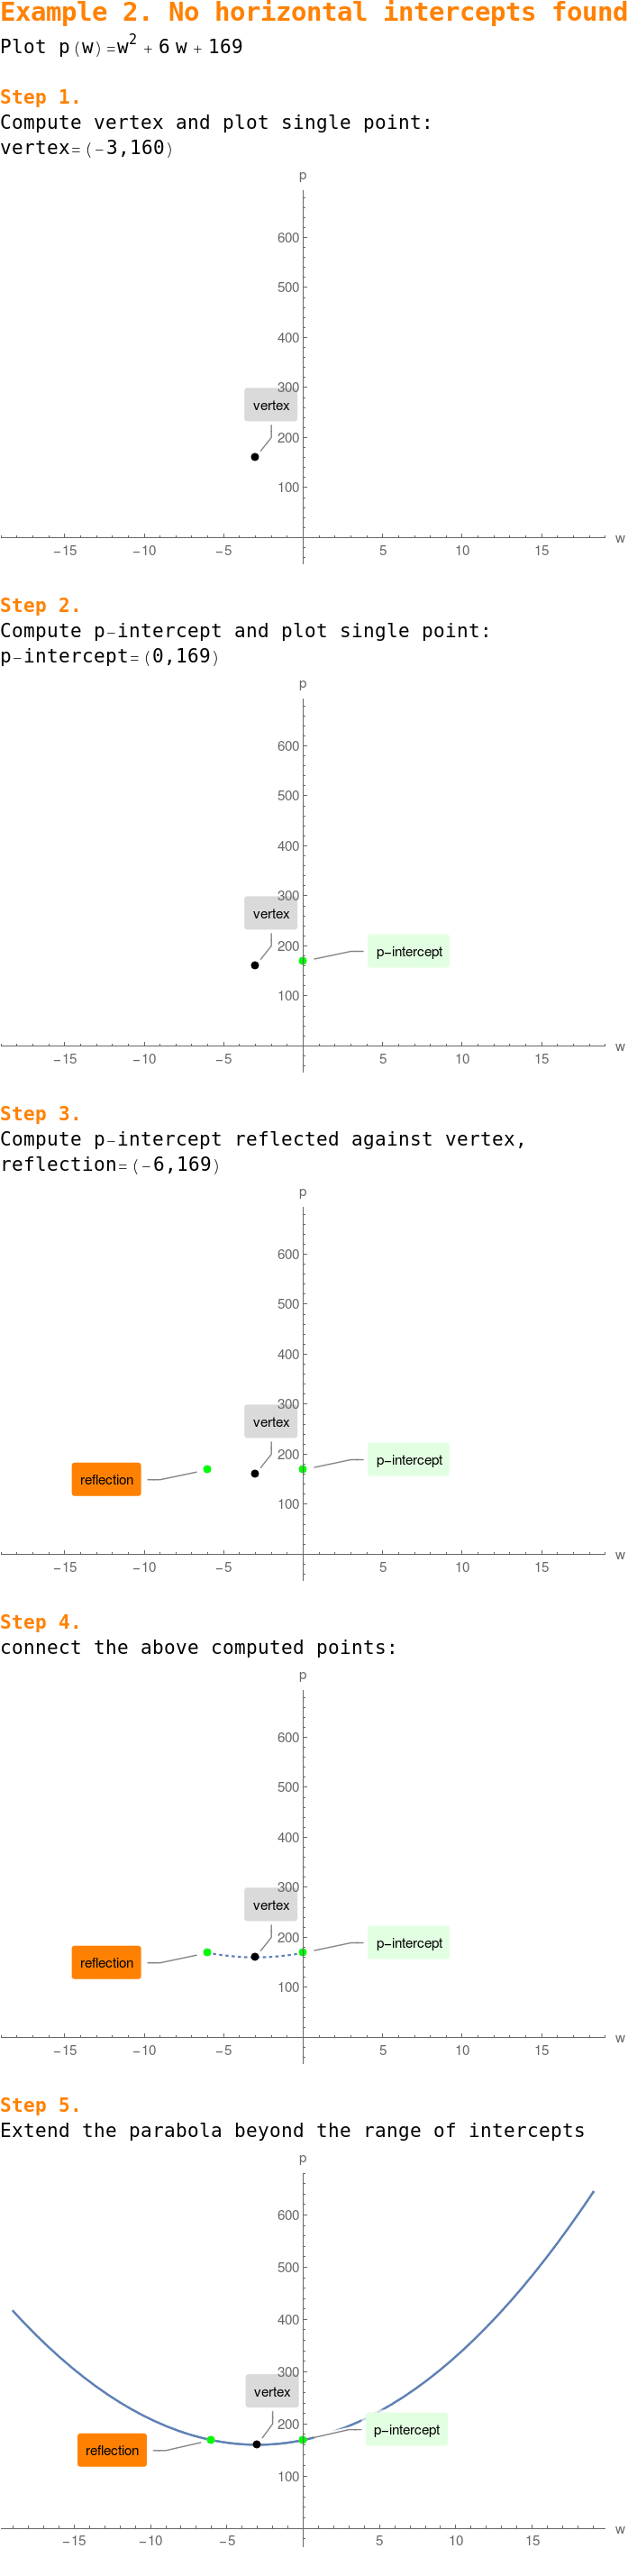 Example 2. No horizontal intercepts found
Plot p(w)=w² + 6 w + 169
Step 1.
Compute vertex and plot single point:
vertex=(-3,160)
p
600
500
400
300
vertex
200
100
-15 -10 -5 5 10 15 w
Step 2.
Compute p-intercept and plot single point:
p-intercept=(0,169)
p
600
500
400
300
vertex
200
p-intercept
100
-15 -10 -5 5 10 15 w
Step 3.
Compute p-intercept reflected against vertex,
reflection=(-6,169)
p
600
500
400
300
vertex
200
p-intercept
reflection
100
-15 -10 -5 5 10 15 w
Step 4.
connect the above computed points:
p
600
500
400
300
vertex
200
p-intercept
reflection
100
-15 -10 -5 5 10 15 w
Step 5.
Extend the parabola beyond the range of intercepts
p
600
500
400
300
vertex
200
p-intercept
reflection
100
-15 -10 -5 5 10 15 w